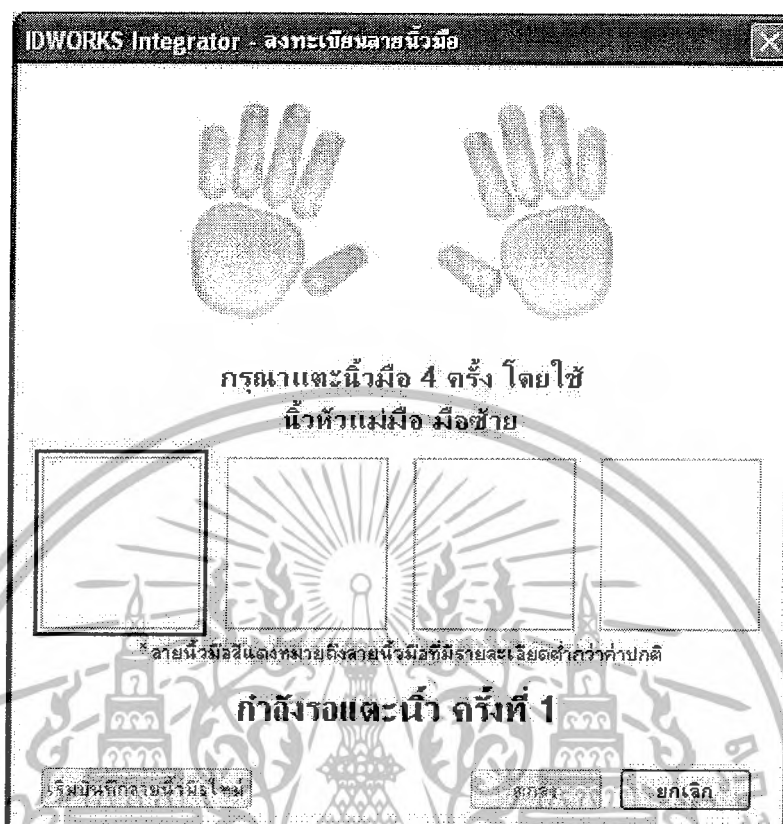 IDWORKS Integrator - ลงทะเบียนลายนิ้วมือ
กรุณาแตะนิ้วมือ 4 ครั้ง โดยใช้
นิ้วหัวแม่มือ มือซ้าย
* ลายนิ้วมือสีแดงหมายถึงลายนิ้วมือที่มีรายละเอียดต่ำกว่าค่าปกติ
กำลังรอแตะนิ้ว ครั้งที่ 1
เริ่มบันทึกลายนิ้วมือใหม่ ตกลง ยกเลิก